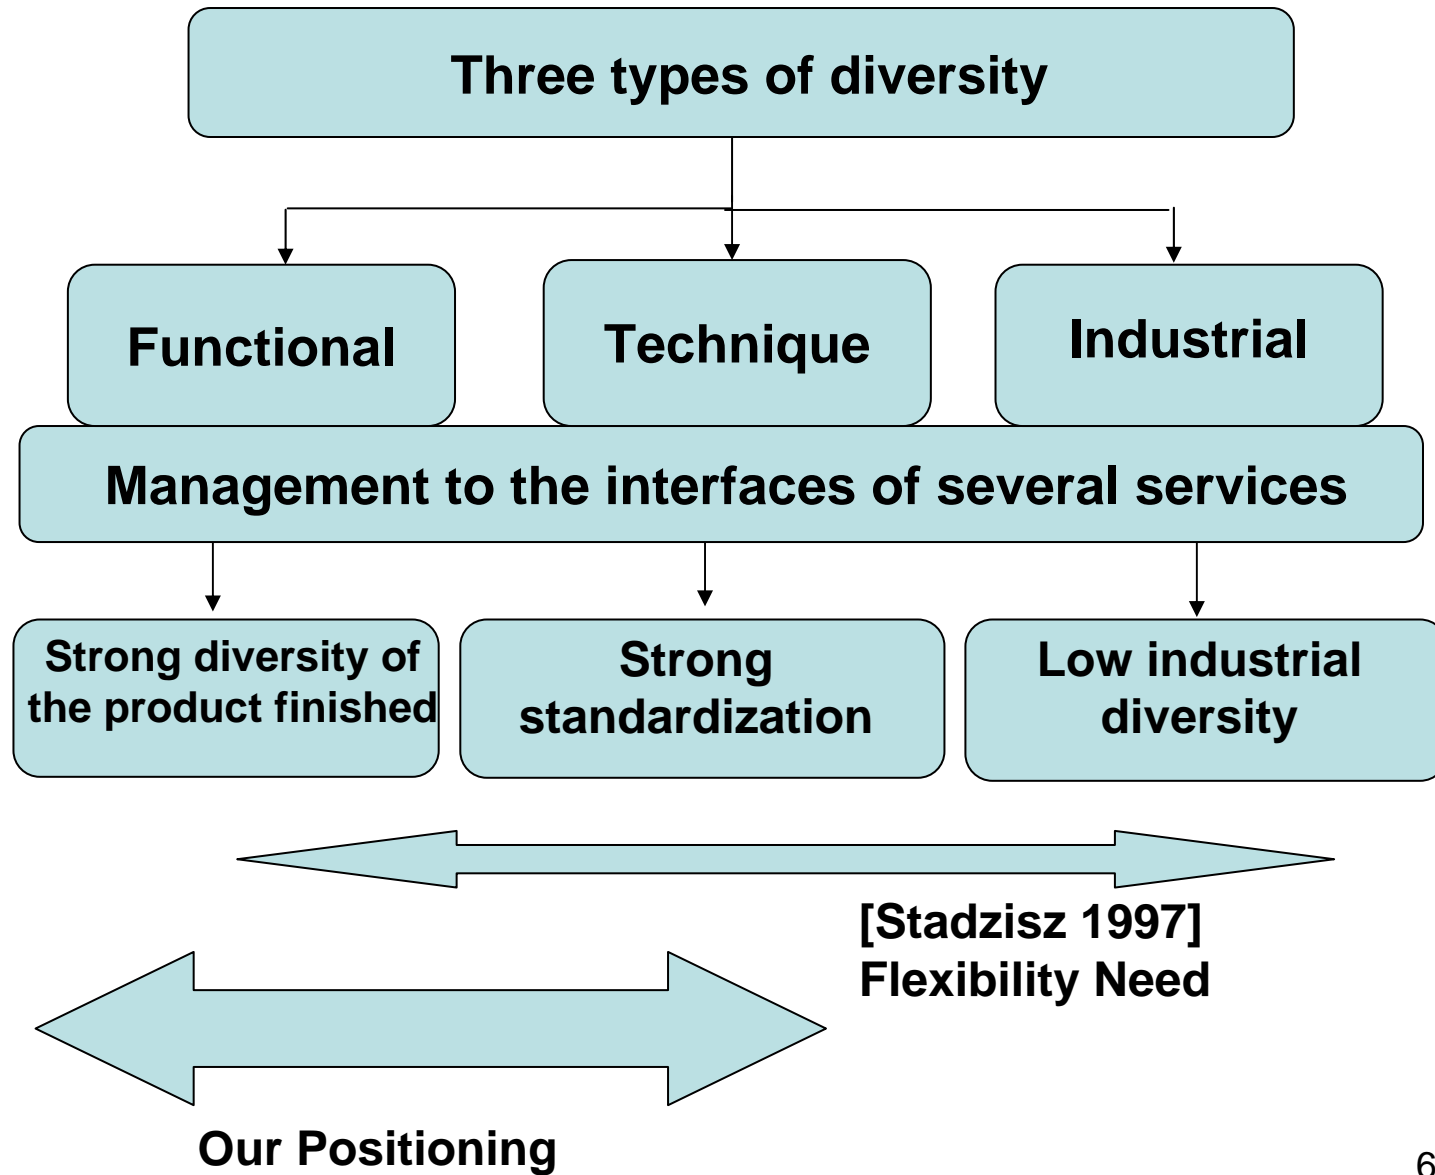 Three types of diversity
Functional
Technique
Industrial
Management to the interfaces of several services
Strong diversity of
the product finished
Strong
standardization
Low industrial
diversity
[Stadzisz 1997]
Flexibility Need
Our Positioning
6